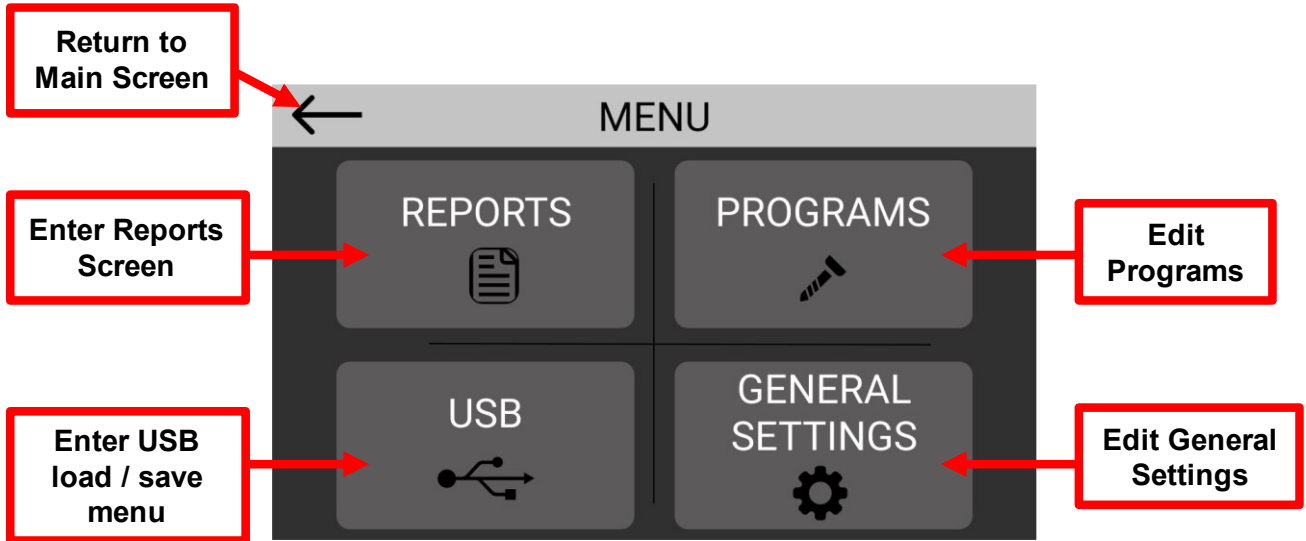 Return to
Main Screen
MENU
Enter Reports
Screen
REPORTS
PROGRAMS
Edit
Programs
Enter USB
load / save
menu
USB
GENERAL
SETTINGS
Edit General
Settings